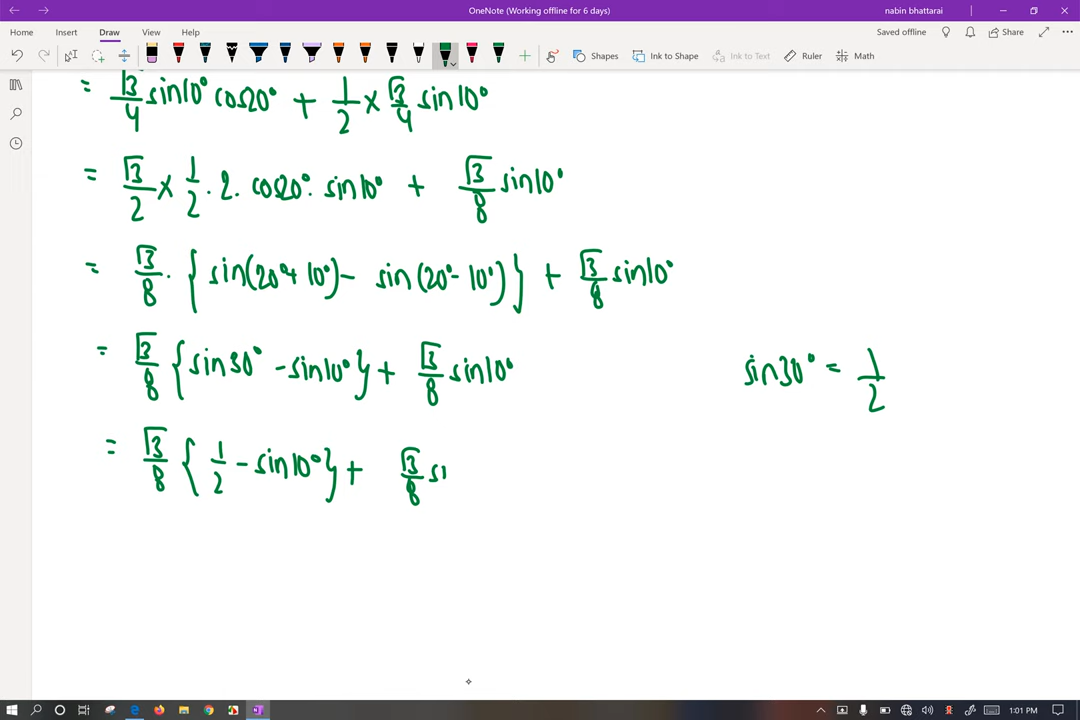 OneNote (Working offline for 6 days)
nabin bhattarai
Home Insert Draw View Help
Saved offline Share
Shapes Ink to Shape Ink to Text Ruler Math
= √3/4 sin10° cos20° + 1/2 × √3/4 sin10°
= √3/2 × 1/2 . 2. cos20°. sin10° + √3/8 sin10°
= √3/8 . { sin(20°+10°) - sin(20°-10°) } + √3/8 sin10°
= √3/8 {sin30° - sin10°} + √3/8 sin10°
sin30° = 1/2
= √3/8 { 1/2 - sin10° } + √3/8 si
1:01 PM